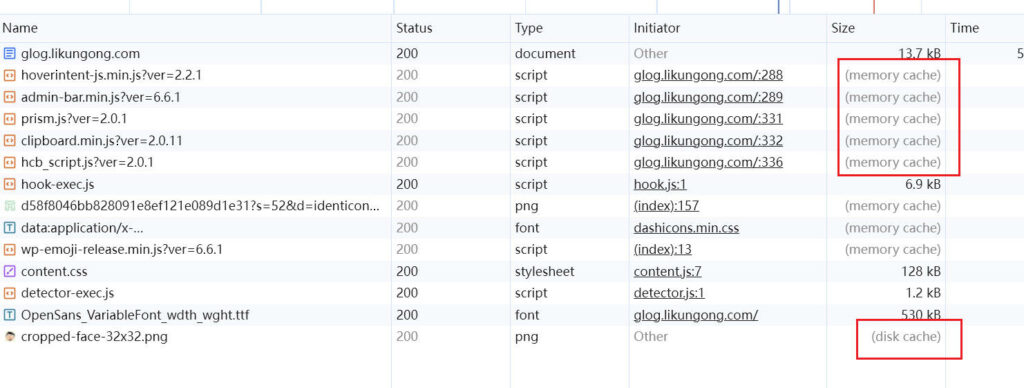 Name Status Type Initiator Size Time
glog.likungong.com 200 document Other 13.7 kB 5
hoverintent-js.min.js?ver=2.2.1 200 script glog.likungong.com/:288 (memory cache)
admin-bar.min.js?ver=6.6.1 200 script glog.likungong.com/:289 (memory cache)
prism.js?ver=2.0.1 200 script glog.likungong.com/:331 (memory cache)
clipboard.min.js?ver=2.0.11 200 script glog.likungong.com/:332 (memory cache)
hcb_script.js?ver=2.0.1 200 script glog.likungong.com/:336 (memory cache)
hook-exec.js 200 script hook.js:1 6.9 kB
d58f8046bb828091e8ef121e089d1e31?s=52&d=identicon... 200 png (index):157 (memory cache)
data:application/x-... 200 font dashicons.min.css (memory cache)
wp-emoji-release.min.js?ver=6.6.1 200 script (index):13 (memory cache)
content.css 200 stylesheet content.js:7 128 kB
detector-exec.js 200 script detector.js:1 1.2 kB
OpenSans_VariableFont_wdth_wght.ttf 200 font glog.likungong.com/ 530 kB
cropped-face-32x32.png 200 png Other (disk cache)